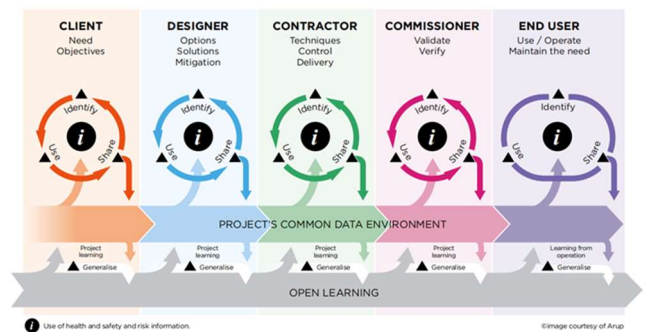 CLIENT
Need
Objectives
DESIGNER
Options
Solutions
Mitigation
CONTRACTOR
Techniques
Control
Delivery
COMMISSIONER
Validate
Verify
END USER
Use / Operate
Maintain the need
Identify
Use
Share
i
Identify
Use
Share
i
Identify
Use
Share
i
Identify
Use
Share
i
Identify
Use
Share
i
PROJECT'S COMMON DATA ENVIRONMENT
Project
learning
Generalise
Project
learning
Generalise
Project
learning
Generalise
Project
learning
Generalise
Learning from
operation
Generalise
OPEN LEARNING
i Use of health and safety and risk information.
©image courtesy of Arup